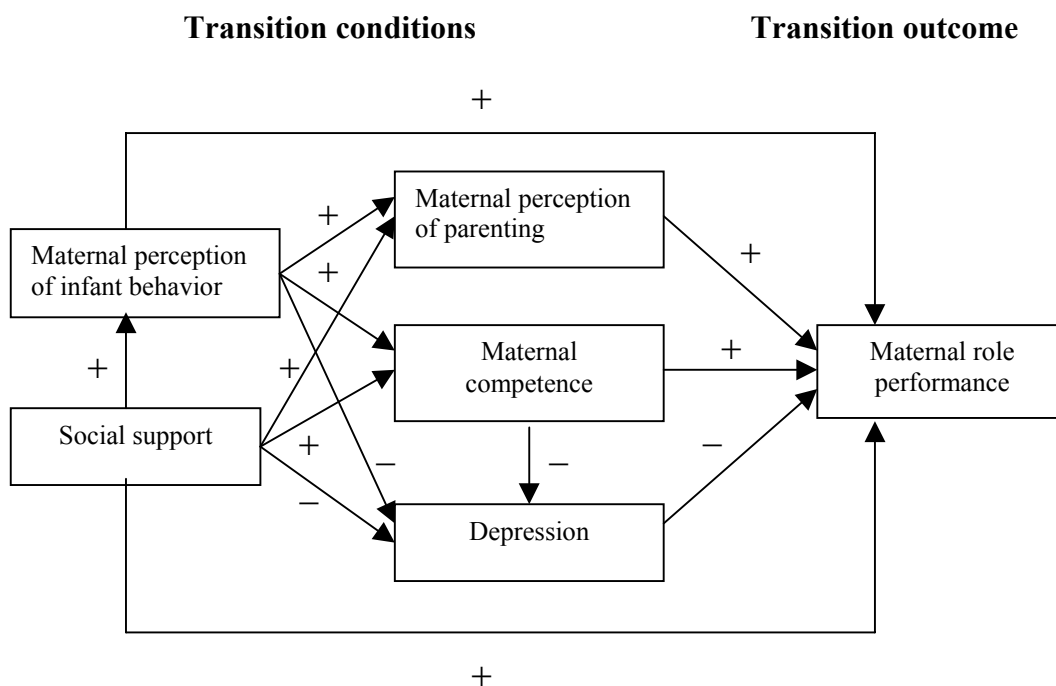 Transition conditions
Transition outcome
+
Maternal perception
of parenting
+
Maternal perception
of infant behavior
+
+
Maternal
competence
+
Maternal role
performance
+
+
Social support
+
−
−
−
−
Depression
+